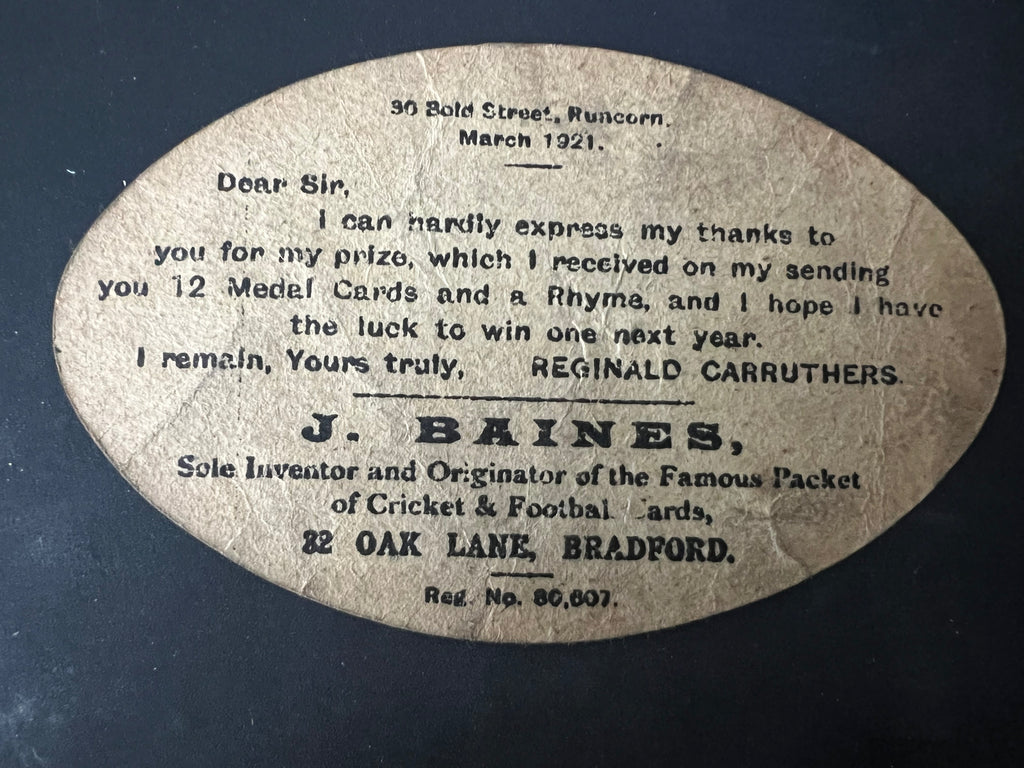 30 Bold Street, Runcorn.
March 1921.
Dear Sir,
I can hardly express my thanks to
you for my prize, which I received on my sending
you 12 Medal Cards and a Rhyme, and I hope I have
the luck to win one next year.
I remain, Yours truly, REGINALD CARRUTHERS.
J. BAINES,
Sole Inventor and Originator of the Famous Packet
of Cricket & Footbal ards,
82 OAK LANE, BRADFORD.
Reg. No. 80,607.